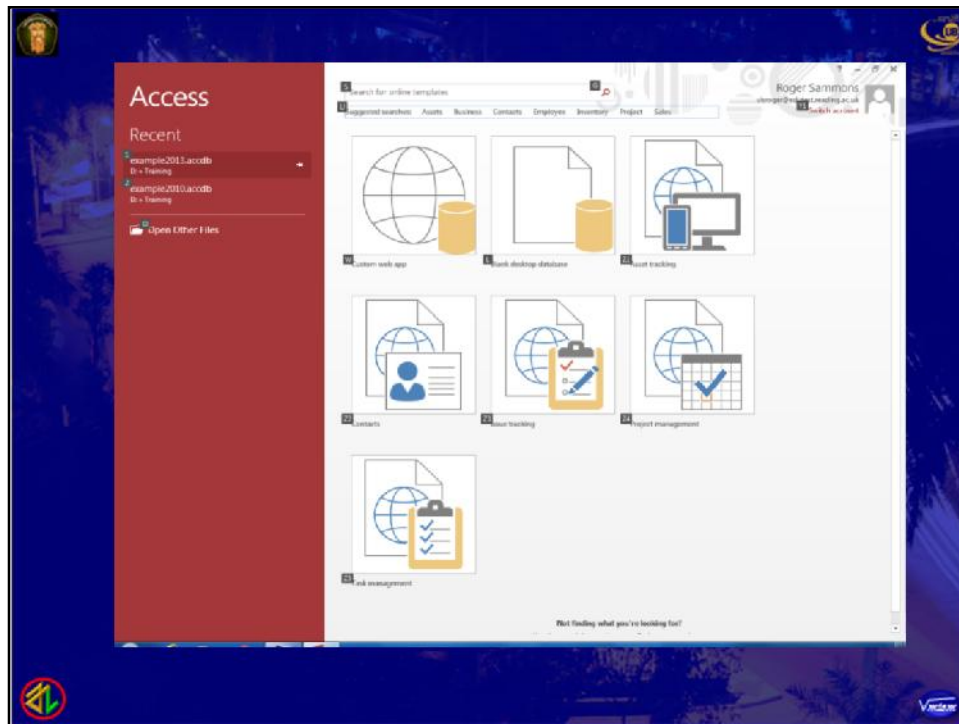 Access
Recent
example2013.accdb
D: » Training
example2010.accdb
D: » Training
Open Other Files
Search for online templates
Suggested searches: Assets Business Contacts Employee Inventory Project Sales
Roger Sammons
Switch account
Custom web app
Blank desktop database
Asset tracking
Contacts
Issue tracking
Project management
Task management
Not finding what you're looking for?